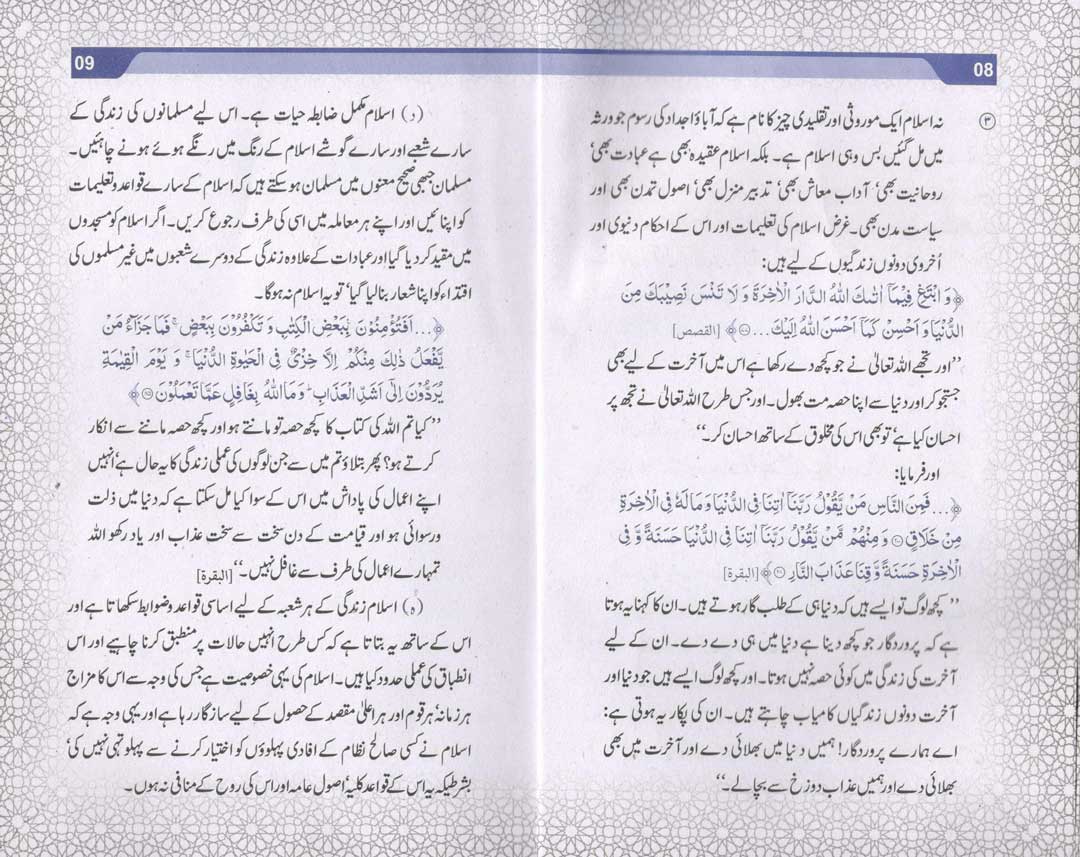 08
③ نہ اسلام ایک موروثی اور تقلیدی چیز کا نام ہے کہ آباؤ اجداد کی رسوم جو ورثہ
میں مل گئیں بس وہی اسلام ہے۔ بلکہ اسلام عقیدہ بھی ہے عبادت بھی‘
روحانیت بھی‘ آداب معاش بھی‘ تدبیر منزل بھی‘ اصول تمدن بھی اور
سیاست مدن بھی۔ غرض اسلام کی تعلیمات اور اس کے احکام دنیوی اور
اُخروی دونوں زندگیوں کے لیے ہیں:
﴿وَ ابْتَغِ فِيْمَاۤ اٰتٰىكَ اللّٰهُ الدَّارَ الْاٰخِرَةَ وَ لَا تَنْسَ نَصِيْبَكَ مِنَ
الدُّنْيَا وَ اَحْسِنْ كَمَاۤ اَحْسَنَ اللّٰهُ اِلَيْكَ ...﴾ [القصص]
’’اور تجھے اللہ تعالیٰ نے جو کچھ دے رکھا ہے اس میں آخرت کے لیے بھی
جستجو کر اور دنیا سے اپنا حصہ مت بھول۔ اور جس طرح اللہ تعالیٰ نے تجھ پر
احسان کیا ہے‘ تو بھی اس کی مخلوق کے ساتھ احسان کر۔‘‘
اور فرمایا:
﴿... فَمِنَ النَّاسِ مَنْ يَّقُوْلُ رَبَّنَاۤ اٰتِنَا فِي الدُّنْيَا وَ مَا لَهٗ فِي الْاٰخِرَةِ
مِنْ خَلَاقٍ وَ مِنْهُمْ مَّنْ يَّقُوْلُ رَبَّنَاۤ اٰتِنَا فِي الدُّنْيَا حَسَنَةً وَّ فِي
الْاٰخِرَةِ حَسَنَةً وَّ قِنَا عَذَابَ النَّارِ﴾ [البقرة]
’’کچھ لوگ تو ایسے ہیں کہ دنیا ہی کے طلب گار ہوتے ہیں۔ ان کا کہنا یہ ہوتا
ہے کہ پروردگار جو کچھ دینا ہے دنیا میں ہی دے دے۔ ان کے لیے
آخرت کی زندگی میں کوئی حصہ نہیں ہوتا۔ اور کچھ لوگ ایسے ہیں جو دنیا اور
آخرت دونوں زندگیاں کامیاب چاہتے ہیں۔ ان کی پکار یہ ہوتی ہے:
اے ہمارے پروردگار! ہمیں دنیا میں بھلائی دے اور آخرت میں بھی
بھلائی دے اور ہمیں عذاب دوزخ سے بچا لے۔‘‘
09
(د) اسلام مکمل ضابطہ حیات ہے۔ اس لیے مسلمانوں کی زندگی کے
سارے شعبے اور سارے گوشے اسلام کے رنگ میں رنگے ہوئے ہونے چاہئیں۔
مسلمان جبھی صحیح معنوں میں مسلمان ہو سکتے ہیں کہ اسلام کے سارے قواعد و تعلیمات
کو اپنائیں اور اپنے ہر معاملہ میں اسی کی طرف رجوع کریں۔ اگر اسلام کو مسجدوں
میں مقید کر دیا گیا اور عبادات کے علاوہ زندگی کے دوسرے شعبوں میں غیر مسلموں کی
اقتداء کو اپنا شعار بنا لیا گیا‘ تو یہ اسلام نہ ہوگا۔
﴿... اَفَتُؤْمِنُوْنَ بِبَعْضِ الْكِتٰبِ وَ تَكْفُرُوْنَ بِبَعْضٍ ۚ فَمَا جَزَآءُ مَنْ
يَّفْعَلُ ذٰلِكَ مِنْكُمْ اِلَّا خِزْيٌ فِي الْحَيٰوةِ الدُّنْيَا ۚ وَ يَوْمَ الْقِيٰمَةِ
يُرَدُّوْنَ اِلٰۤى اَشَدِّ الْعَذَابِ ؕ وَ مَا اللّٰهُ بِغَافِلٍ عَمَّا تَعْمَلُوْنَ﴾
’’کیا تم اللہ کی کتاب کا کچھ حصہ تو مانتے ہو اور کچھ حصہ ماننے سے انکار
کرتے ہو؟ پھر بتلاؤ تم میں سے جن لوگوں کی عملی زندگی کا یہ حال ہے‘ انہیں
اپنے اعمال کی پاداش میں اس کے سوا کیا مل سکتا ہے کہ دنیا میں ذلت
ورسوائی ہو اور قیامت کے دن سخت سے سخت عذاب اور یاد رکھو اللہ
تمہارے اعمال کی طرف سے غافل نہیں۔‘‘ [البقرة]
(ہ) اسلام زندگی کے ہر شعبہ کے لیے اساسی قواعد و ضوابط سکھاتا ہے اور
اس کے ساتھ یہ بتاتا ہے کہ کس طرح انہیں حالات پر منطبق کرنا چاہیے اور اس
انطباق کی عملی حدود کیا ہیں۔ اسلام کی یہی خصوصیت ہے جس کی وجہ سے اس کا مزاج
ہر زمانہ‘ ہر قوم اور ہر اعلیٰ مقصد کے حصول کے لیے سازگار رہا ہے اور یہی وجہ ہے کہ
اسلام نے کسی صالح نظام کے افادی پہلوؤں کو اختیار کرنے سے پہلو تہی نہیں کی‘
بشرطیکہ یہ اس کے قواعد کلیہ‘ اصول عامہ اور اس کی روح کے منافی نہ ہوں۔